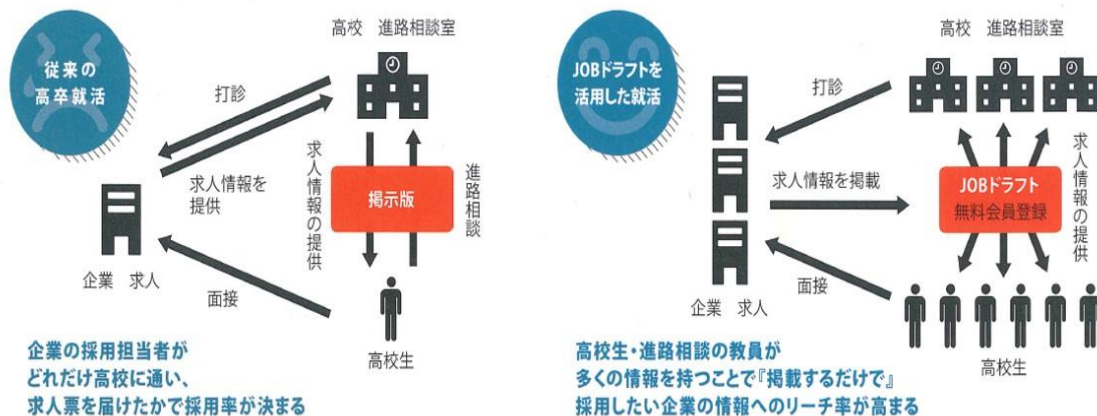 従来の
高卒就活
高校 進路相談室
打診
求人情報を
提供
求人情報の提供
掲示版
進路相談
企業 求人
面接
高校生
企業の採用担当者が
どれだけ高校に通い、
求人票を届けたかで採用率が決まる
JOBドラフトを
活用した就活
高校 進路相談室
打診
求人情報を掲載
JOBドラフト
無料会員登録
求人情報の提供
企業 求人
面接
高校生
高校生・進路相談の教員が
多くの情報を持つことで『掲載するだけで』
採用したい企業の情報へのリーチ率が高まる